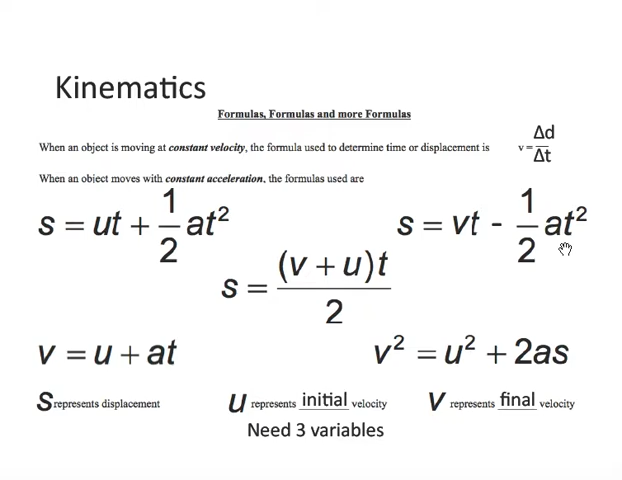 Kinematics
Formulas, Formulas and more Formulas
When an object is moving at constant velocity, the formula used to determine time or displacement is v = Δd/Δt
When an object moves with constant acceleration, the formulas used are
s = ut + 1/2 at² s = vt - 1/2 at²
s = (v + u)t/2
v = u + at v² = u² + 2as
s represents displacement u represents initial velocity v represents final velocity
Need 3 variables